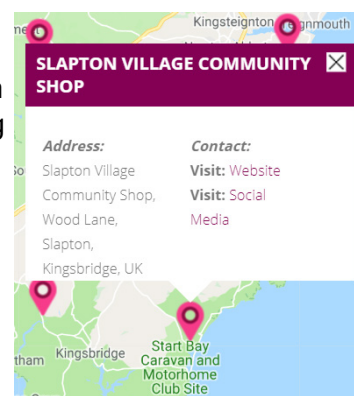 Kingsteignton
gnmouth
SLAPTON VILLAGE COMMUNITY
SHOP
Address:
Slapton Village
Community Shop,
Wood Lane,
Slapton,
Kingsbridge, UK
Contact:
Visit: Website
Visit: Social
Media
Kingsbridge
Start Bay
Caravan and
Motorhome
Club Site